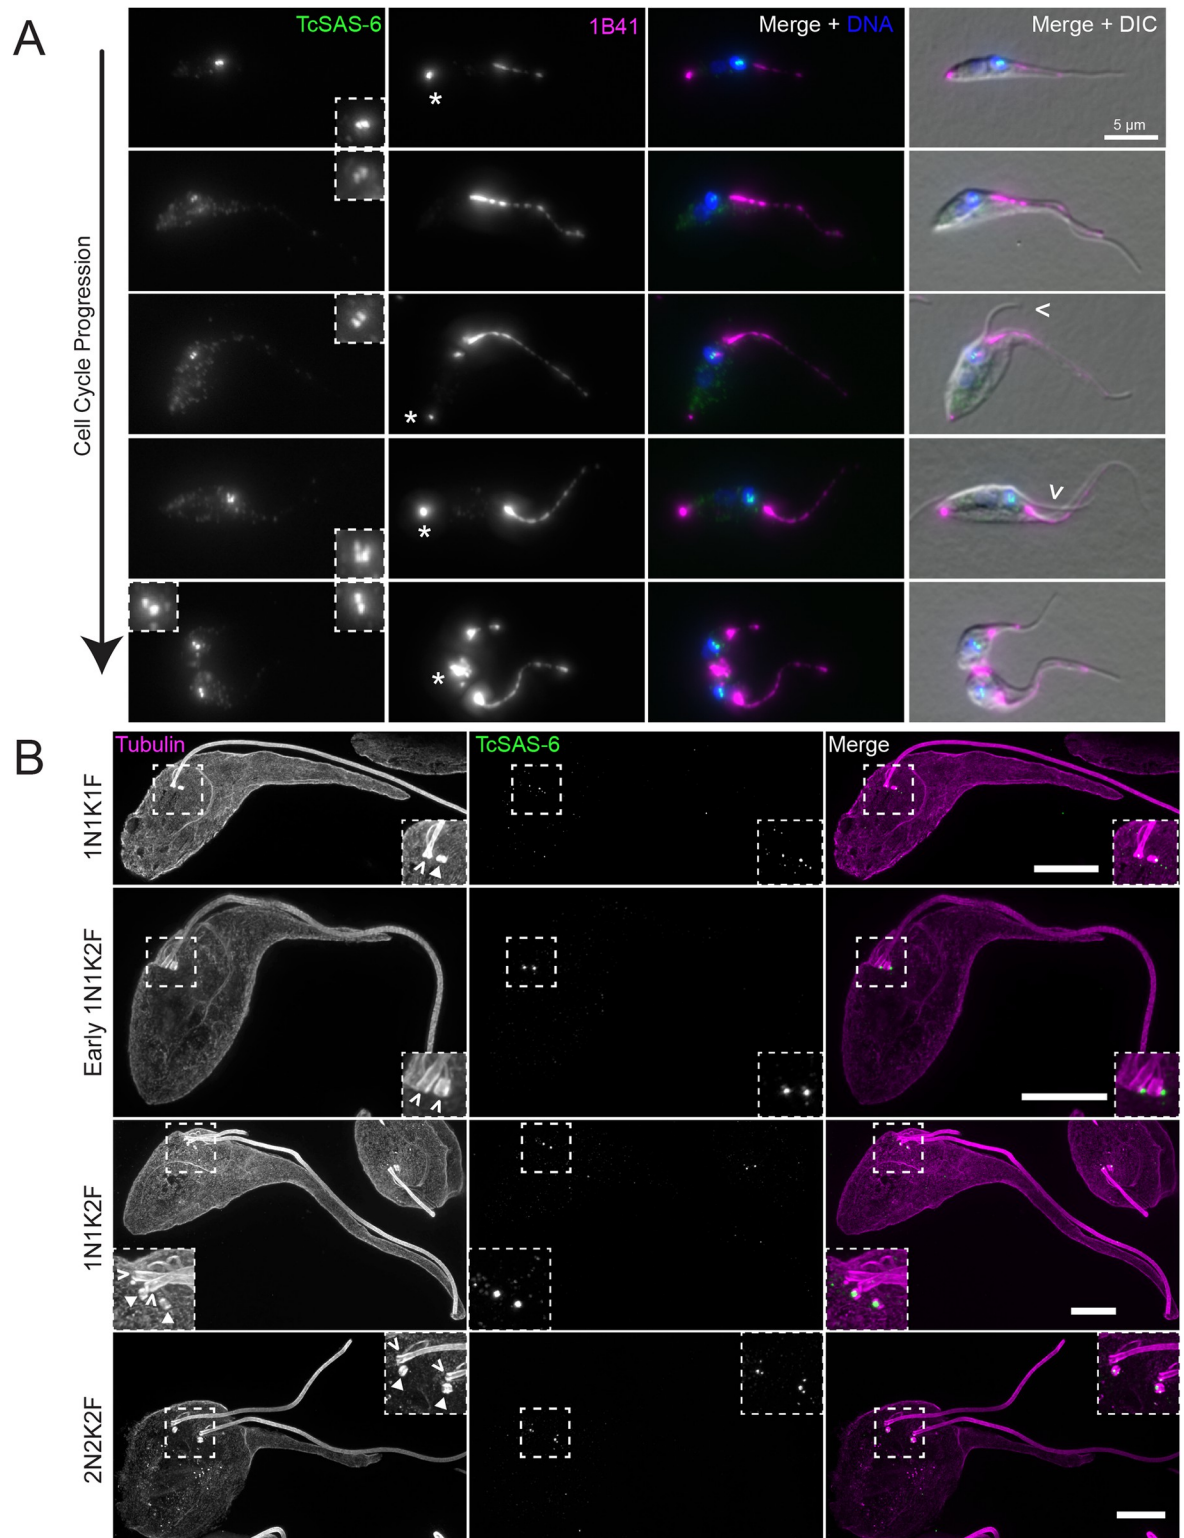 A
TcSAS-6
1B41
Merge + DNA
Merge + DIC
*
5 µm
<
*
*
v
*
Cell Cycle Progression
B
Tubulin
TcSAS-6
Merge
1N1K1F
Early 1N1K2F
1N1K2F
2N2K2F